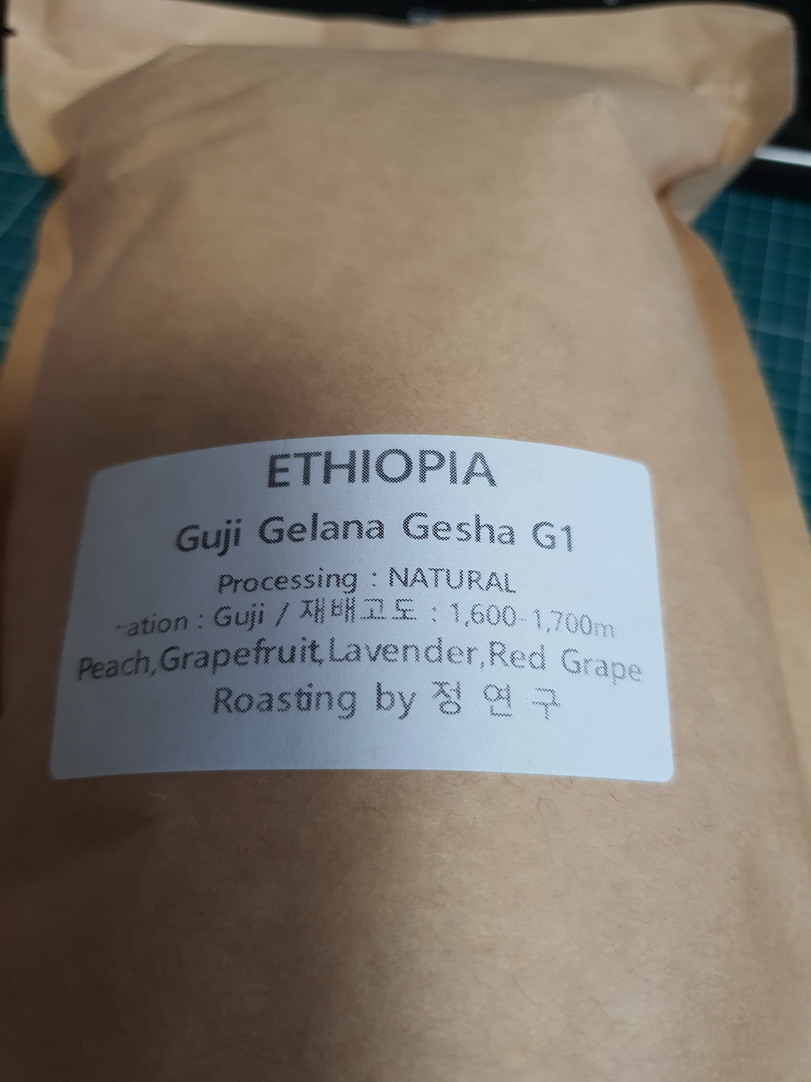 ETHIOPIA
Guji Gelana Gesha G1
Processing : NATURAL
: Guji / 재배고도 : 1,600-1,700m
Peach,Grapefruit,Lavender,Red Grape
Roasting by 정 연 구